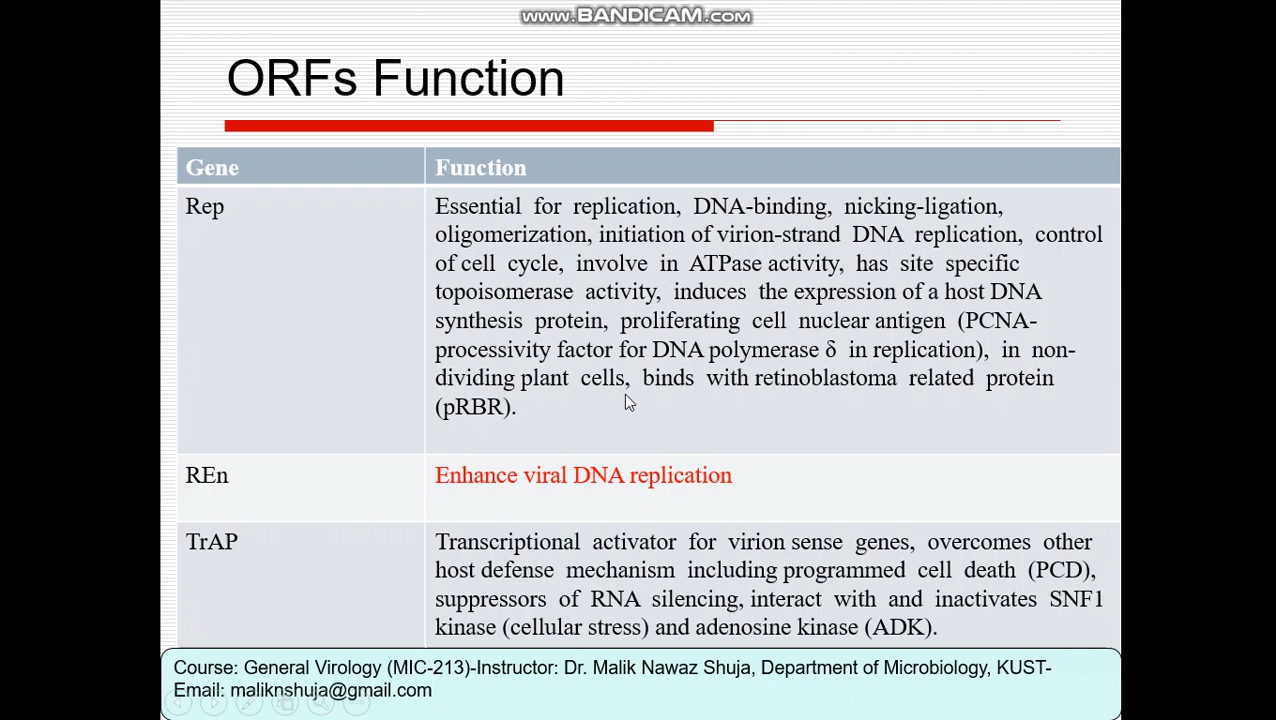 www.BANDICAM.com
ORFs Function
Gene
Function
Rep
Essential for replication, DNA-binding, nicking-ligation,
oligomerization, initiation of virion-strand DNA replication, control
of cell cycle, involve in ATPase activity, has site specific
topoisomerase activity, induces the expression of a host DNA
synthesis protein, proliferating cell nuclear antigen (PCNA
processivity factor for DNA polymerase δ replication), in non-
dividing plant cells, binds with retinoblastoma related protein
(pRBR).
REn
Enhance viral DNA replication
TrAP
Transcriptional activator for virion sense genes, overcomes other
host defense mechanism including programmed cell death (PCD),
suppressors of RNA silencing, interact with and inactivates SNF1
kinase (cellular stress) and adenosine kinase (ADK).
Course: General Virology (MIC-213)-Instructor: Dr. Malik Nawaz Shuja, Department of Microbiology, KUST-
Email: maliknshuja@gmail.com